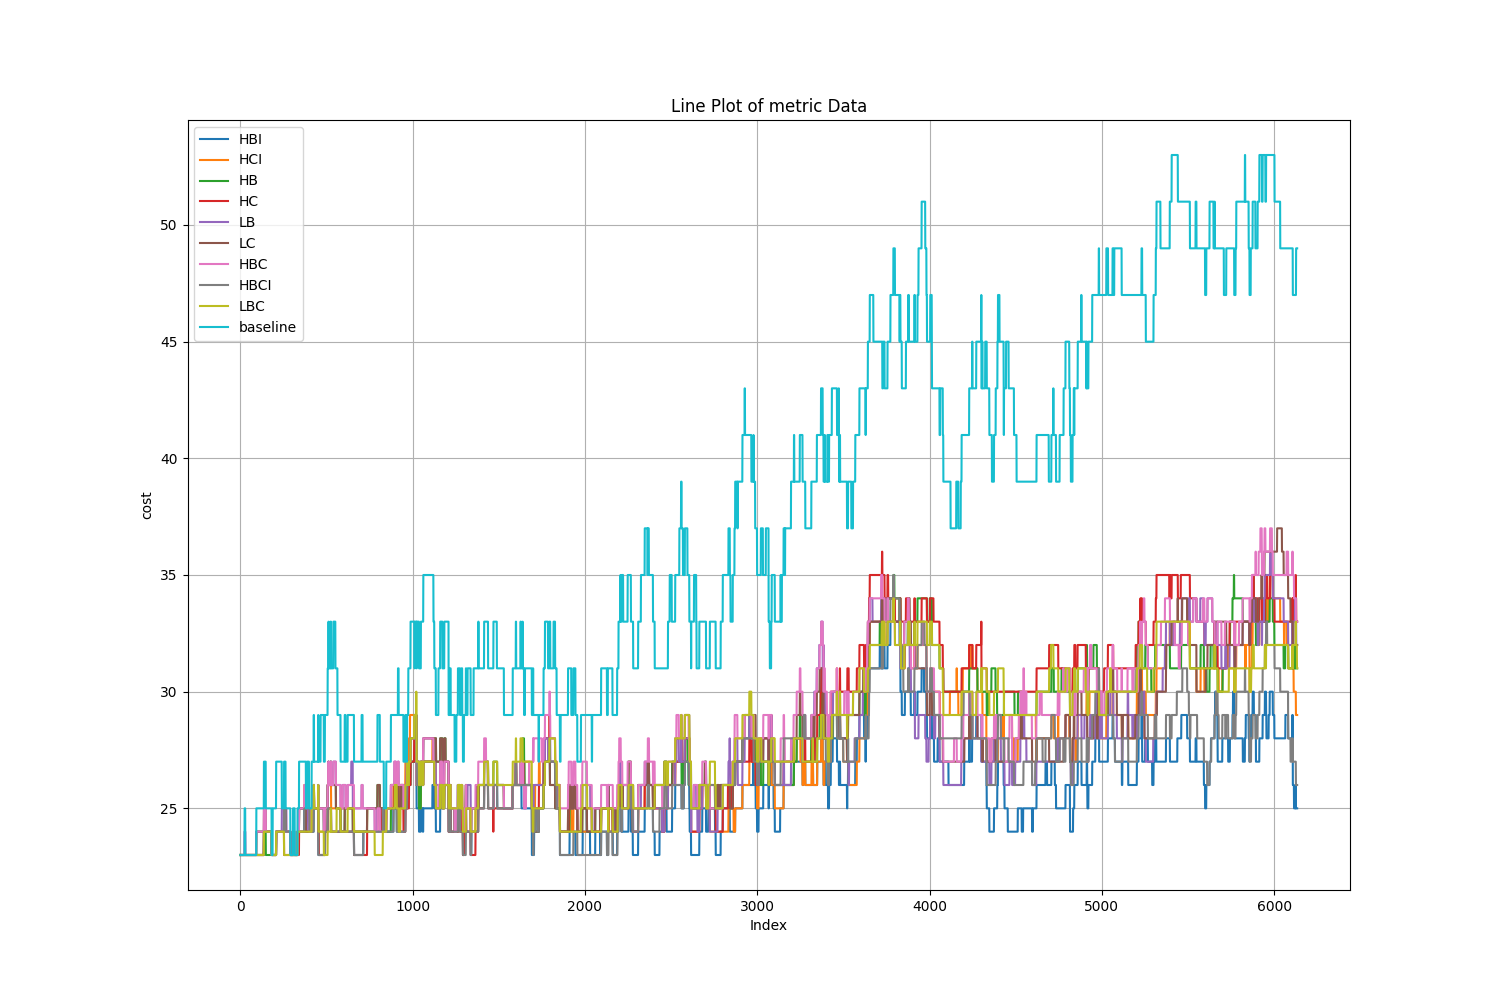 Line Plot of metric Data
HBI
HCI
HB
HC
LB
LC
HBC
HBCI
LBC
baseline
50
45
40
35
30
25
cost
0 1000 2000 3000 4000 5000 6000
Index